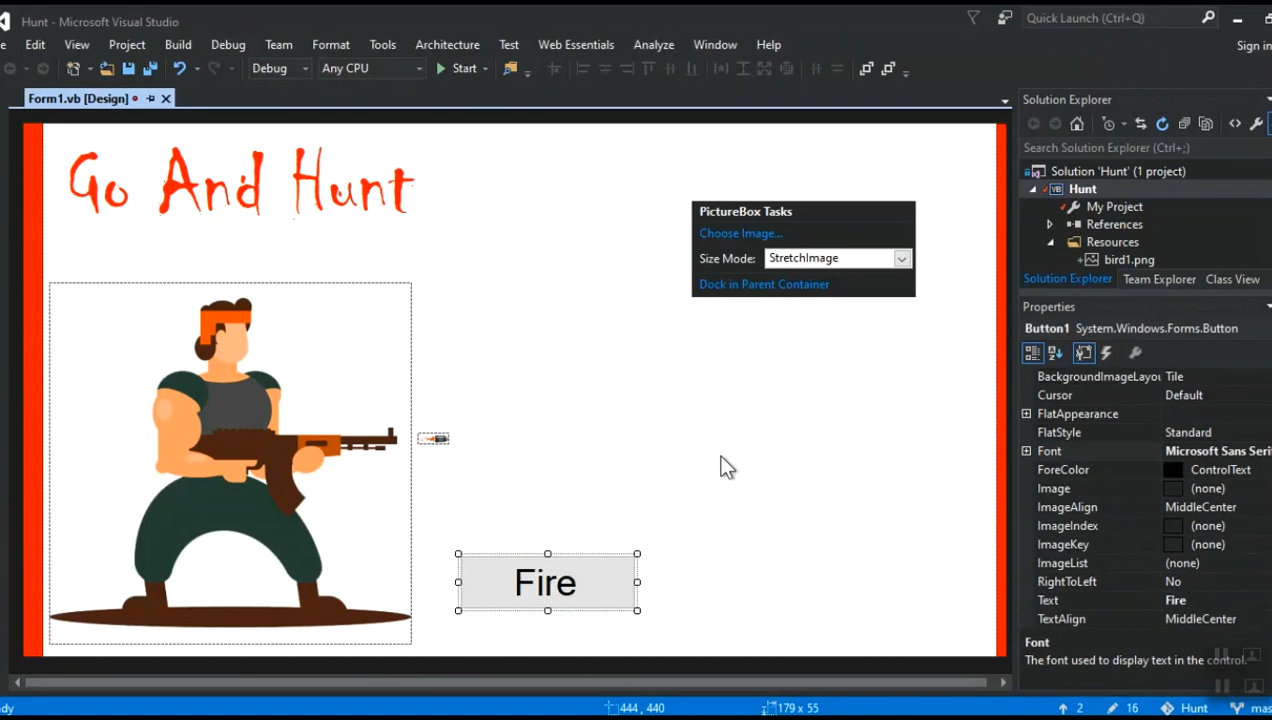 Hunt - Microsoft Visual Studio
Quick Launch (Ctrl+Q)
Edit View Project Build Debug Team Format Tools Architecture Test Web Essentials Analyze Window Help
Sign in
Debug Any CPU Start
Form1.vb [Design]
Go And Hunt
PictureBox Tasks
Choose Image...
Size Mode: StretchImage
Dock in Parent Container
Fire
Solution Explorer
Search Solution Explorer (Ctrl+;)
Solution 'Hunt' (1 project)
VB Hunt
My Project
References
Resources
bird1.png
Solution Explorer Team Explorer Class View
Properties
Button1 System.Windows.Forms.Button
BackgroundImageLayou Tile
Cursor Default
FlatAppearance
FlatStyle Standard
Font Microsoft Sans Seri
ForeColor ControlText
Image (none)
ImageAlign MiddleCenter
ImageIndex (none)
ImageKey (none)
ImageList (none)
RightToLeft No
Text Fire
TextAlign MiddleCenter
Font
The font used to display text in the control.
dy 444 , 440 179 x 55 2 16 Hunt mas